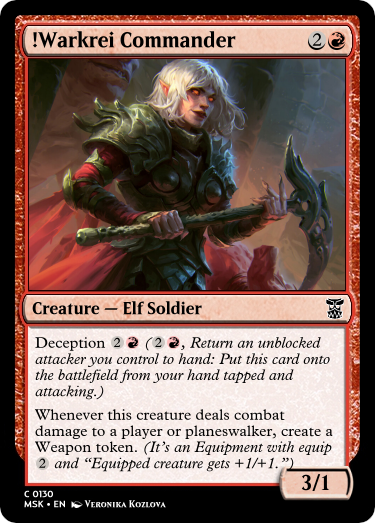 !Warkrei Commander 2
Creature — Elf Soldier
Deception 2 (2, Return an unblocked
attacker you control to hand: Put this card onto
the battlefield from your hand tapped and
attacking.)
Whenever this creature deals combat
damage to a player or planeswalker, create a
Weapon token. (It's an Equipment with equip
2 and “Equipped creature gets +1/+1.”)
3/1
C 0130
MSK • EN Veronika Kozlova